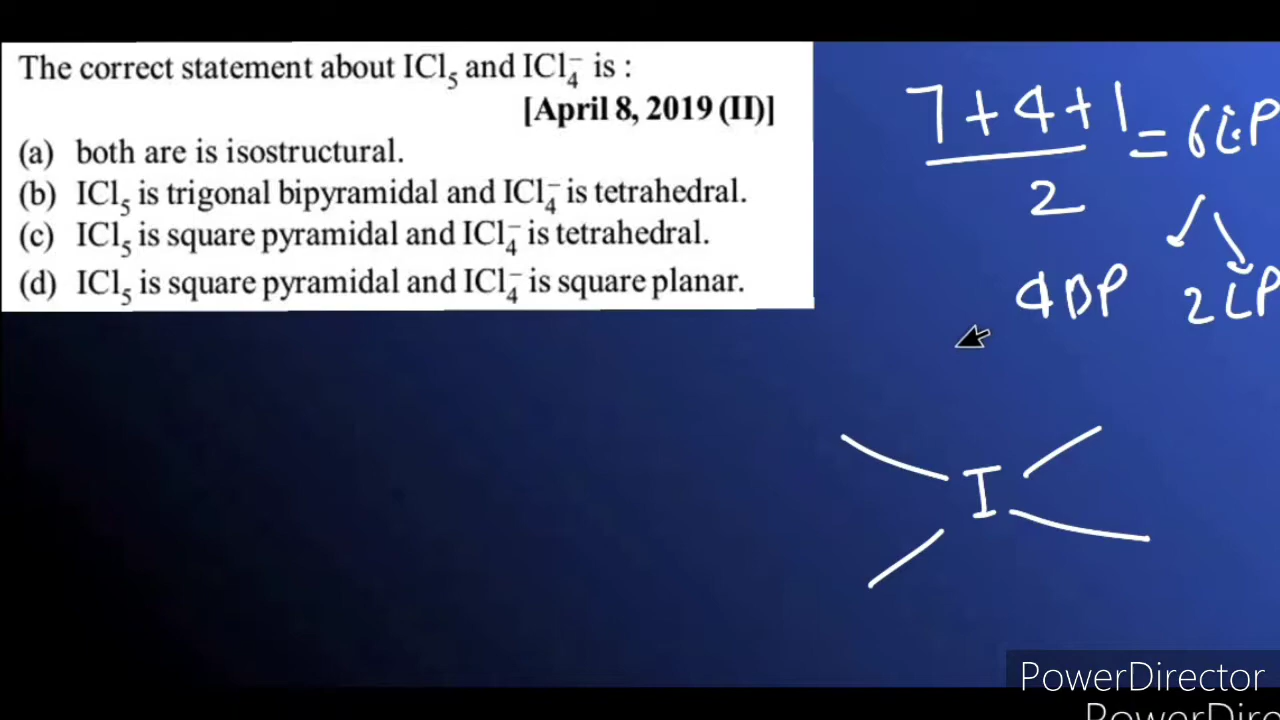 The correct statement about ICl₅ and ICl₄⁻ is :
[April 8, 2019 (II)]
(a) both are is isostructural.
(b) ICl₅ is trigonal bipyramidal and ICl₄⁻ is tetrahedral.
(c) ICl₅ is square pyramidal and ICl₄⁻ is tetrahedral.
(d) ICl₅ is square pyramidal and ICl₄⁻ is square planar.
7+4+1
2
= 6 EP
4 BP 2 LP
I
PowerDirector